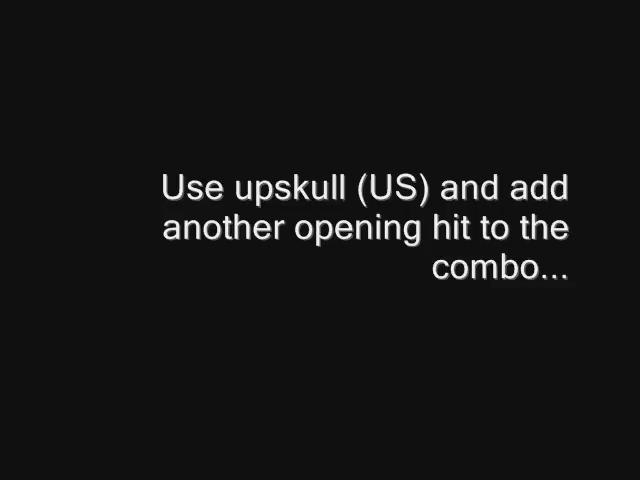 Use upskull (US) and add
another opening hit to the
combo...